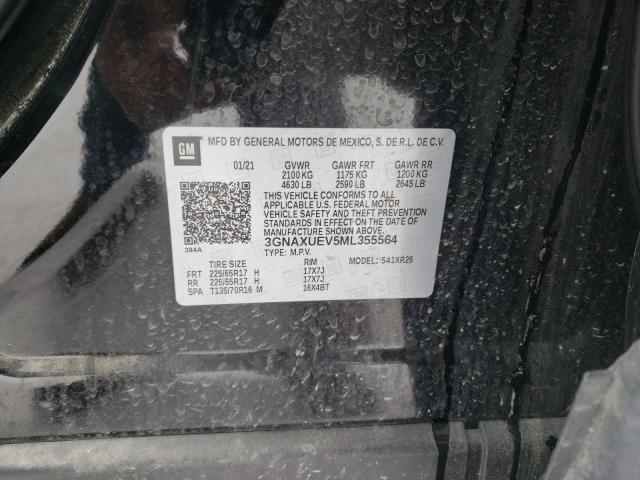 GM
MFD BY GENERAL MOTORS DE MEXICO, S. DE R.L. DE C.V.
01/21 GVWR GAWR FRT GAWR RR
2100 KG 1175 KG 1200 KG
4630 LB 2590 LB 2645 LB
THIS VEHICLE CONFORMS TO ALL
APPLICABLE U.S. FEDERAL MOTOR
VEHICLE SAFETY AND THEFT PREVENTION
STANDARDS IN EFFECT ON THE DATE OF
MANUFACTURE SHOWN ABOVE.
384A
3GNAXUEV5ML355564
TYPE: M.P.V. MODEL: 541XR26
TIRE SIZE RIM
FRT 225/65R17 H 17X7J
RR 225/65R17 H 17X7J
SPA T135/70R16 M 16X4BT